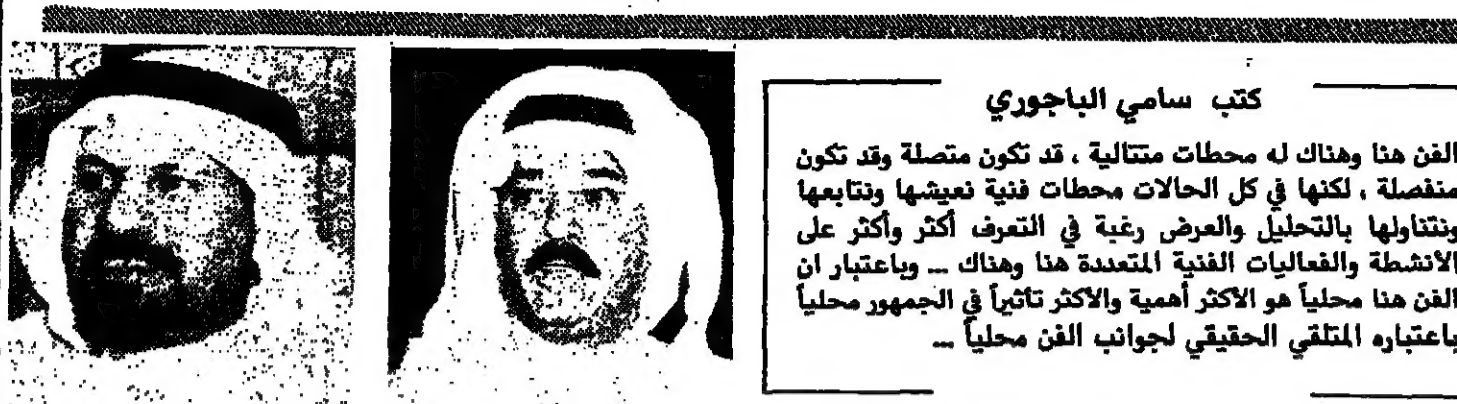 كتب سامي الباجوري
الفن هنا وهناك له محطات متتالية ، قد تكون متصلة وقد تكون
منفصلة ، لكنها في كل الحالات محطات فنية نعيشها ونتابعها
ونتناولها بالتحليل والعرض رغبة في التعرف أكثر وأكثر على
الانشطة والفعاليات الفنية المتعددة هنا وهناك ... وباعتبار ان
الفن هنا محلياً هو الاكثر أهمية والاكثر تأثيراً في الجمهور محلياً
باعتباره المتلقي الحقيقي لجوانب الفن محلياً ...